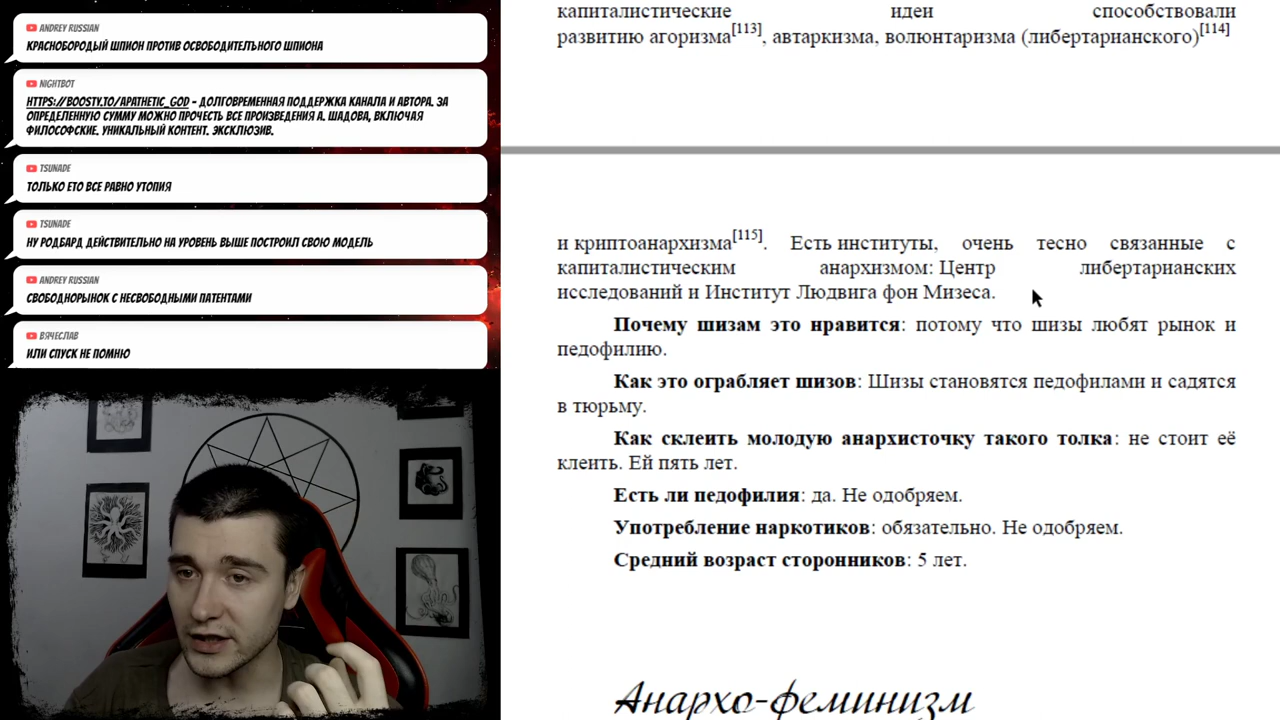 ANDREY RUSSIAN
КРАСНОБОРОДЫЙ ШПИОН ПРОТИВ ОСВОБОДИТЕЛЬНОГО ШПИОНА
NIGHTBOT
HTTPS://BOOSTY.TO/APATHETIC_GOD - ДОЛГОВРЕМЕННАЯ ПОДДЕРЖКА КАНАЛА И АВТОРА. ЗА
ОПРЕДЕЛЕННУЮ СУММУ МОЖНО ПРОЧЕСТЬ ВСЕ ПРОИЗВЕДЕНИЯ А. ШАДОВА, ВКЛЮЧАЯ
ФИЛОСОФСКИЕ. УНИКАЛЬНЫЙ КОНТЕНТ. ЭКСКЛЮЗИВ.
TSUNADE
ТОЛЬКО ЕТО ВСЕ РАВНО УТОПИЯ
TSUNADE
НУ РОДБАРД ДЕЙСТВИТЕЛЬНО НА УРОВЕНЬ ВЫШЕ ПОСТРОИЛ СВОЮ МОДЕЛЬ
ANDREY RUSSIAN
СВОБОДНОРЫНОК С НЕСВОБОДНЫМИ ПАТЕНТАМИ
ВЯЧЕСЛАВ
ИЛИ СПУСК НЕ ПОМНЮ
капиталистические идеи способствовали
развитию агоризма[113], автаркизма, волюнтаризма (либертарианского)[114]
и криптоанархизма[115]. Есть институты, очень тесно связанные с
капиталистическим анархизмом: Центр либертарианских
исследований и Институт Людвига фон Мизеса.
Почему шизам это нравится: потому что шизы любят рынок и
педофилию.
Как это ограбляет шизов: Шизы становятся педофилами и садятся
в тюрьму.
Как склеить молодую анархисточку такого толка: не стоит её
клеить. Ей пять лет.
Есть ли педофилия: да. Не одобряем.
Употребление наркотиков: обязательно. Не одобряем.
Средний возраст сторонников: 5 лет.
Анархо-феминизм